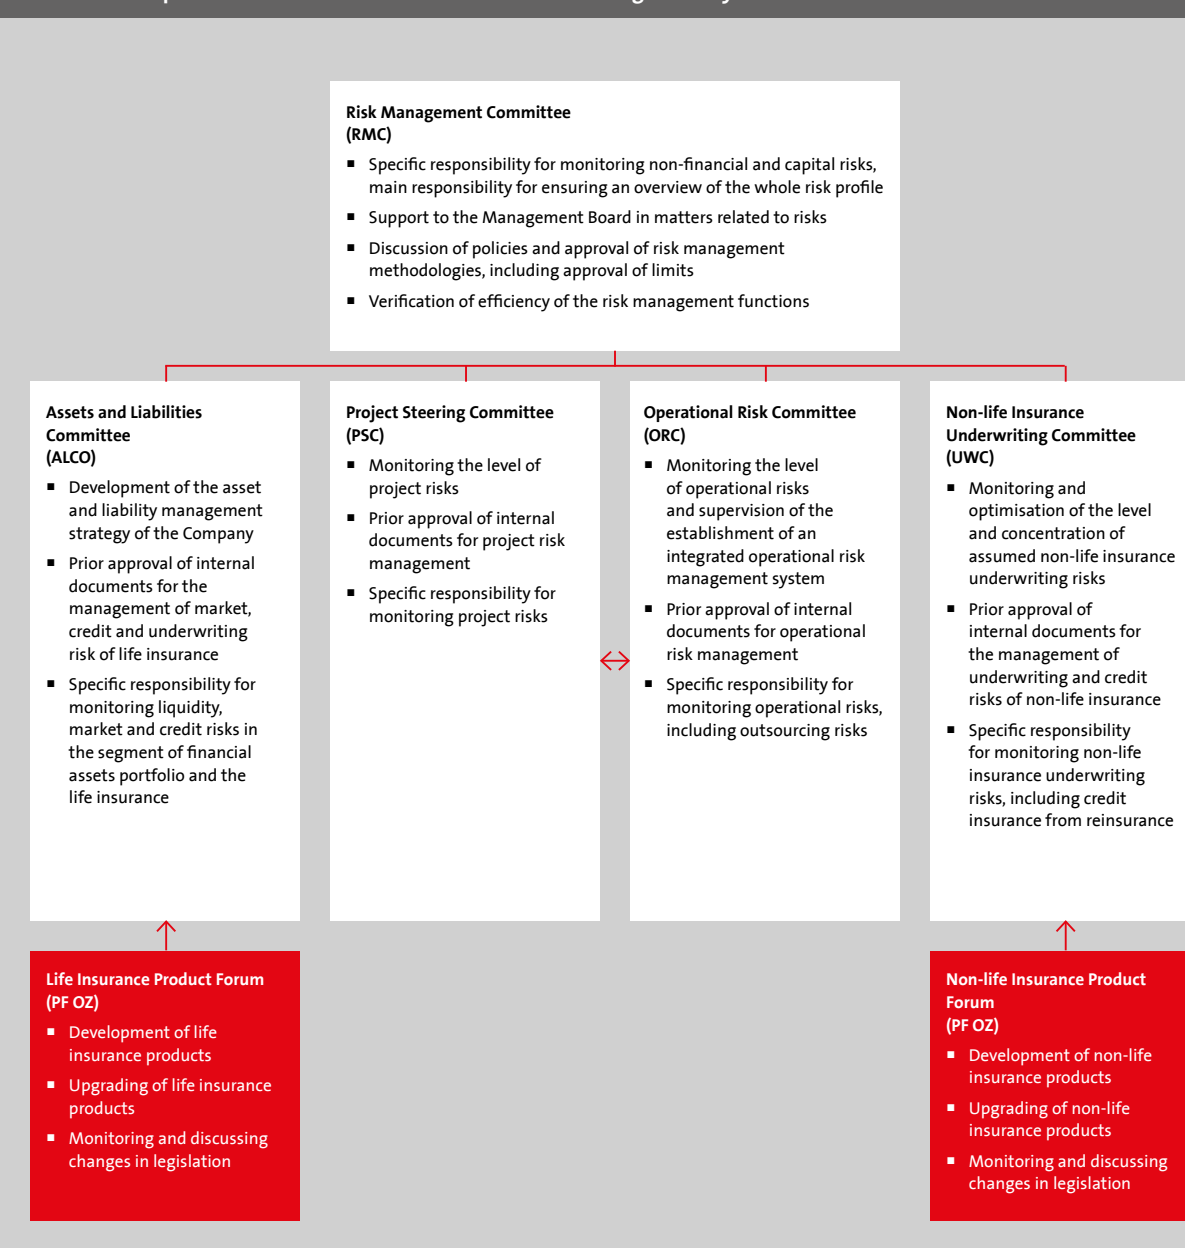 Risk Management Committee
(RMC)
▪ Specific responsibility for monitoring non-financial and capital risks,
main responsibility for ensuring an overview of the whole risk profile
▪ Support to the Management Board in matters related to risks
▪ Discussion of policies and approval of risk management
methodologies, including approval of limits
▪ Verification of efficiency of the risk management functions
Assets and Liabilities
Committee
(ALCO)
▪ Development of the asset
and liability management
strategy of the Company
▪ Prior approval of internal
documents for the
management of market,
credit and underwriting
risk of life insurance
▪ Specific responsibility for
monitoring liquidity,
market and credit risks in
the segment of financial
assets portfolio and the
life insurance
Project Steering Committee
(PSC)
▪ Monitoring the level of
project risks
▪ Prior approval of internal
documents for project risk
management
▪ Specific responsibility for
monitoring project risks
Operational Risk Committee
(ORC)
▪ Monitoring the level
of operational risks
and supervision of the
establishment of an
integrated operational risk
management system
▪ Prior approval of internal
documents for operational
risk management
▪ Specific responsibility for
monitoring operational risks,
including outsourcing risks
Non-life Insurance
Underwriting Committee
(UWC)
▪ Monitoring and
optimisation of the level
and concentration of
assumed non-life insurance
underwriting risks
▪ Prior approval of
internal documents for
the management of
underwriting and credit
risks of non-life insurance
▪ Specific responsibility
for monitoring non-life
insurance underwriting
risks, including credit
insurance from reinsurance
Life Insurance Product Forum
(PF OZ)
▪ Development of life
insurance products
▪ Upgrading of life insurance
products
▪ Monitoring and discussing
changes in legislation
Non-life Insurance Product
Forum
(PF OZ)
▪ Development of non-life
insurance products
▪ Upgrading of non-life
insurance products
▪ Monitoring and discussing
changes in legislation